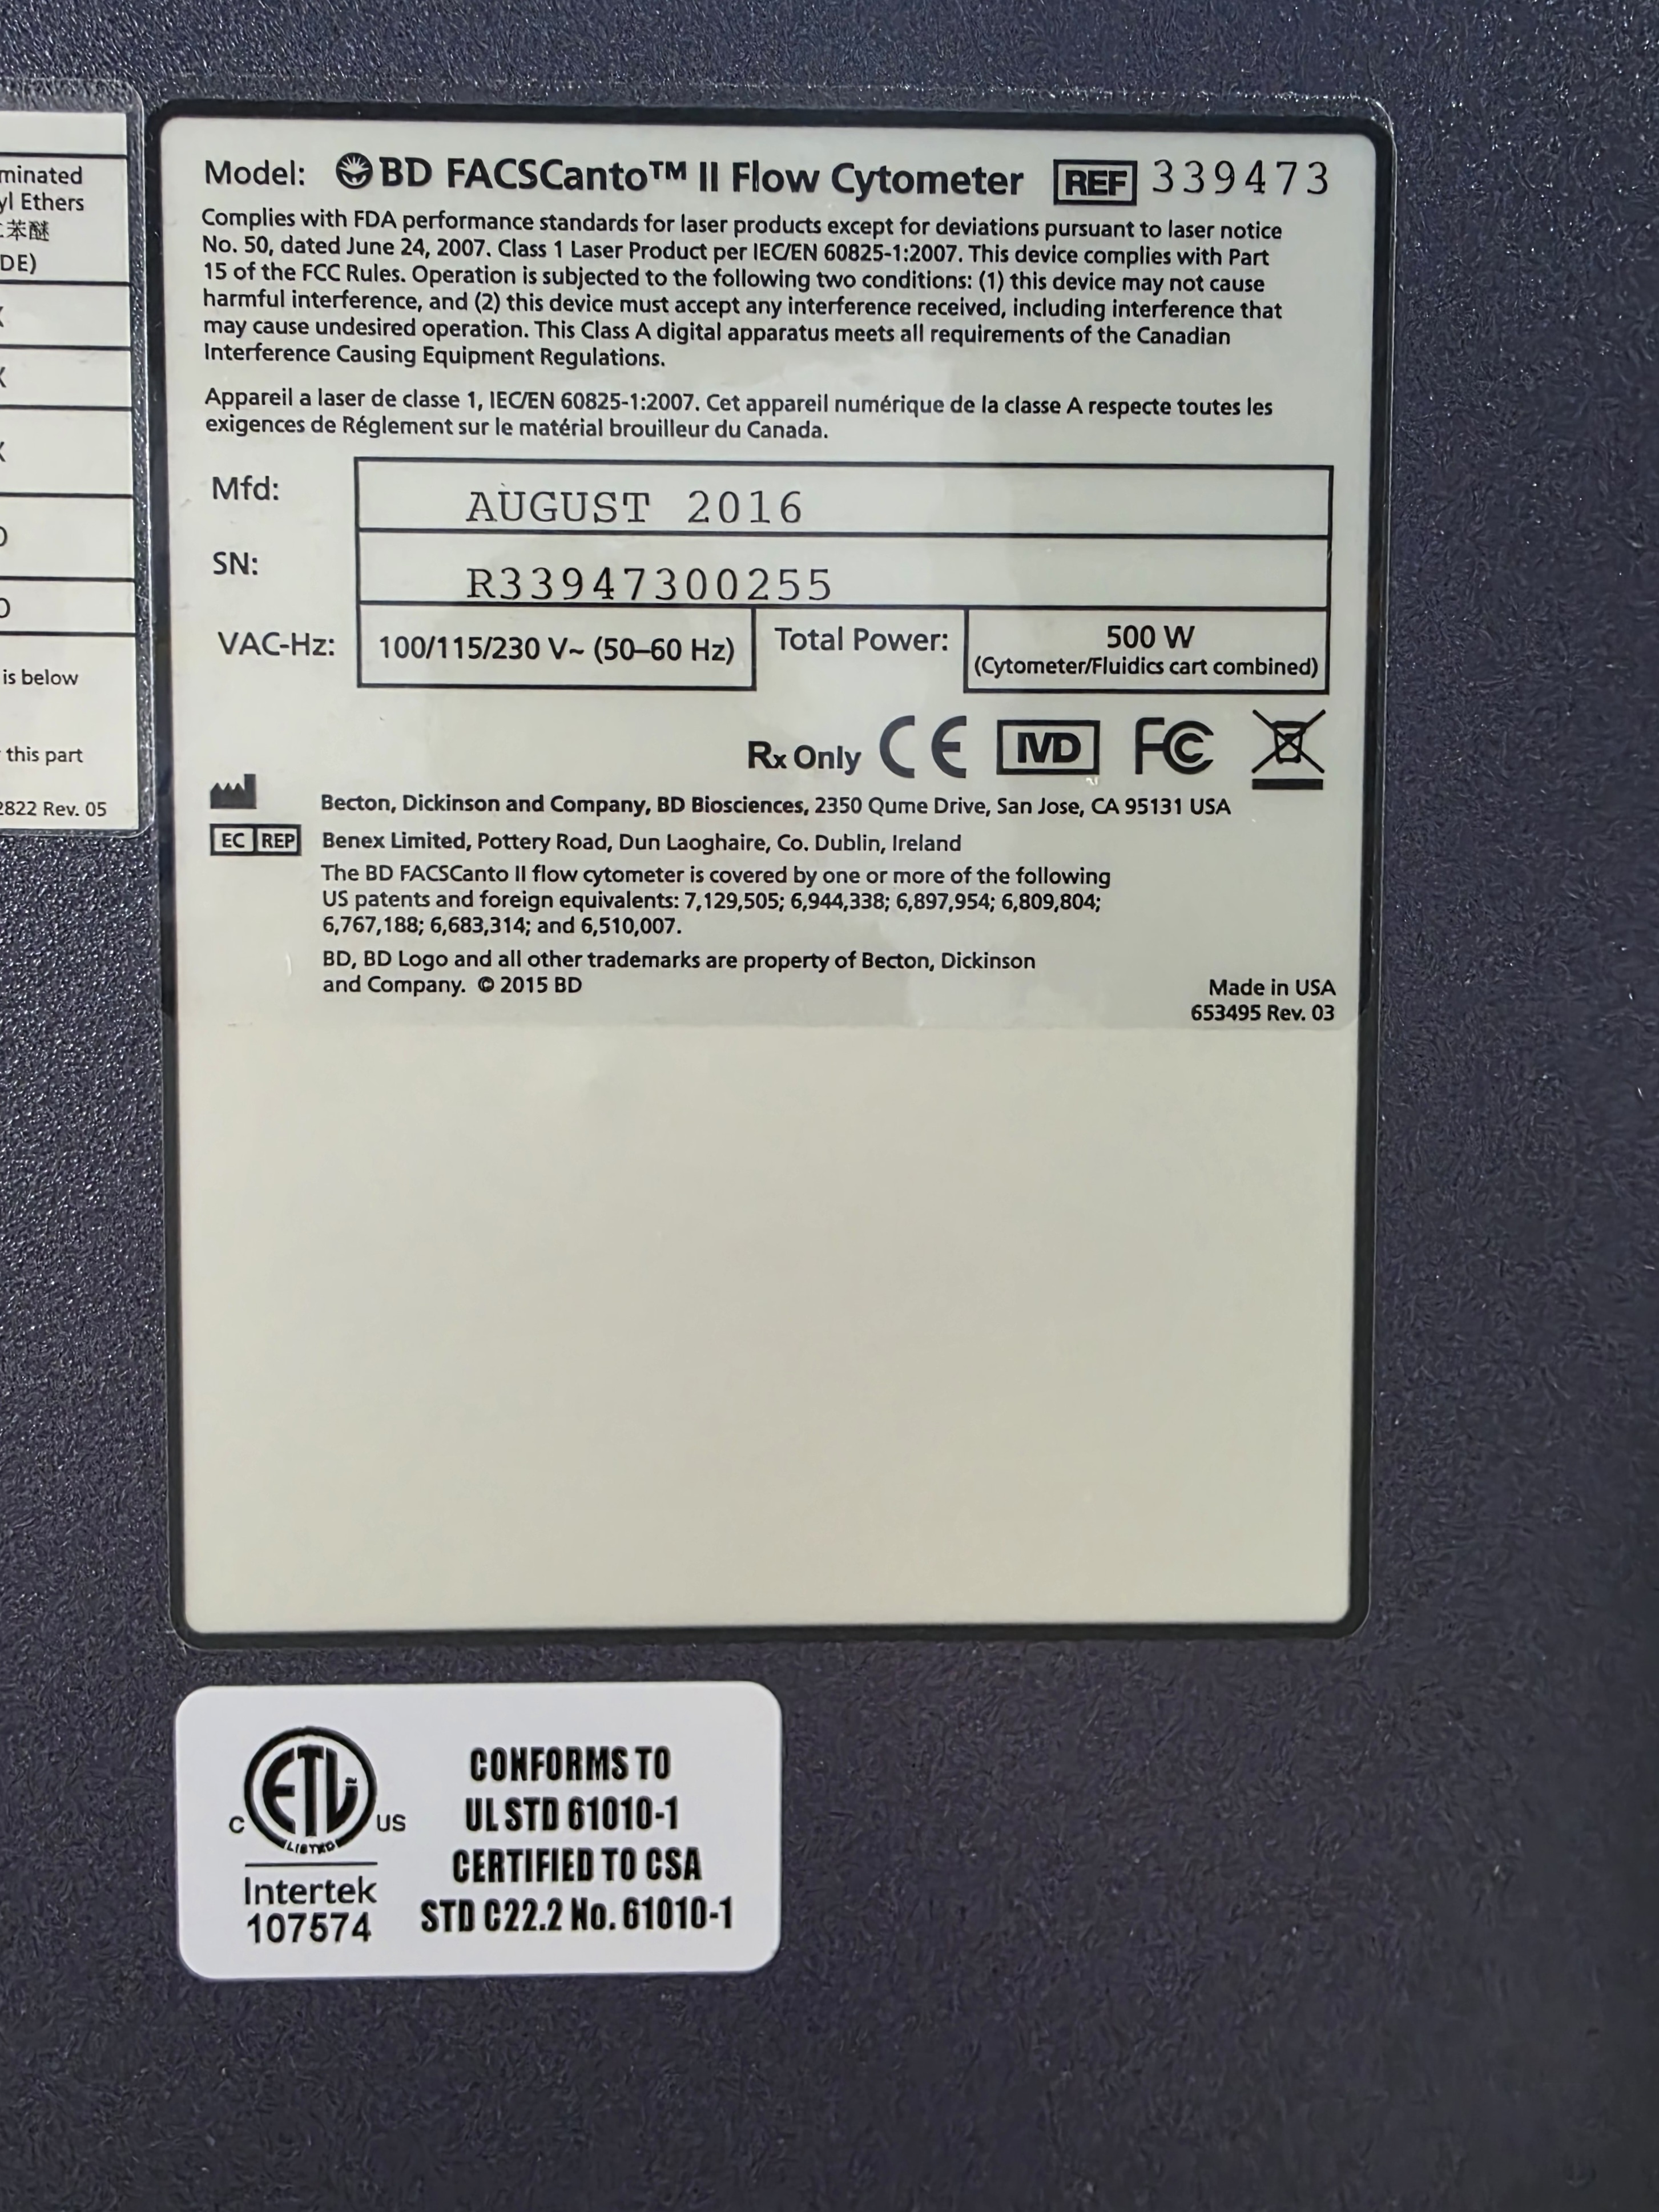 minated
yl Ethers
苯醚
DE)
X
X
is below
this part
2822 Rev. 05
Model: BD FACSCanto™ II Flow Cytometer REF 339473
Complies with FDA performance standards for laser products except for deviations pursuant to laser notice
No. 50, dated June 24, 2007. Class 1 Laser Product per IEC/EN 60825-1:2007. This device complies with Part
15 of the FCC Rules. Operation is subjected to the following two conditions: (1) this device may not cause
harmful interference, and (2) this device must accept any interference received, including interference that
may cause undesired operation. This Class A digital apparatus meets all requirements of the Canadian
Interference Causing Equipment Regulations.
Appareil a laser de classe 1, IEC/EN 60825-1:2007. Cet appareil numérique de la classe A respecte toutes les
exigences de Réglement sur le matérial brouilleur du Canada.
Mfd: AUGUST 2016
SN: R33947300255
VAC-Hz: 100/115/230 V~ (50–60 Hz) Total Power: 500 W
(Cytometer/Fluidics cart combined)
Rx Only CE IVD FC
Becton, Dickinson and Company, BD Biosciences, 2350 Qume Drive, San Jose, CA 95131 USA
EC REP Benex Limited, Pottery Road, Dun Laoghaire, Co. Dublin, Ireland
The BD FACSCanto II flow cytometer is covered by one or more of the following
US patents and foreign equivalents: 7,129,505; 6,944,338; 6,897,954; 6,809,804;
6,767,188; 6,683,314; and 6,510,007.
BD, BD Logo and all other trademarks are property of Becton, Dickinson
and Company. © 2015 BD
Made in USA
653495 Rev. 03
C ETL US
LISTED
Intertek
107574
CONFORMS TO
UL STD 61010-1
CERTIFIED TO CSA
STD C22.2 No. 61010-1